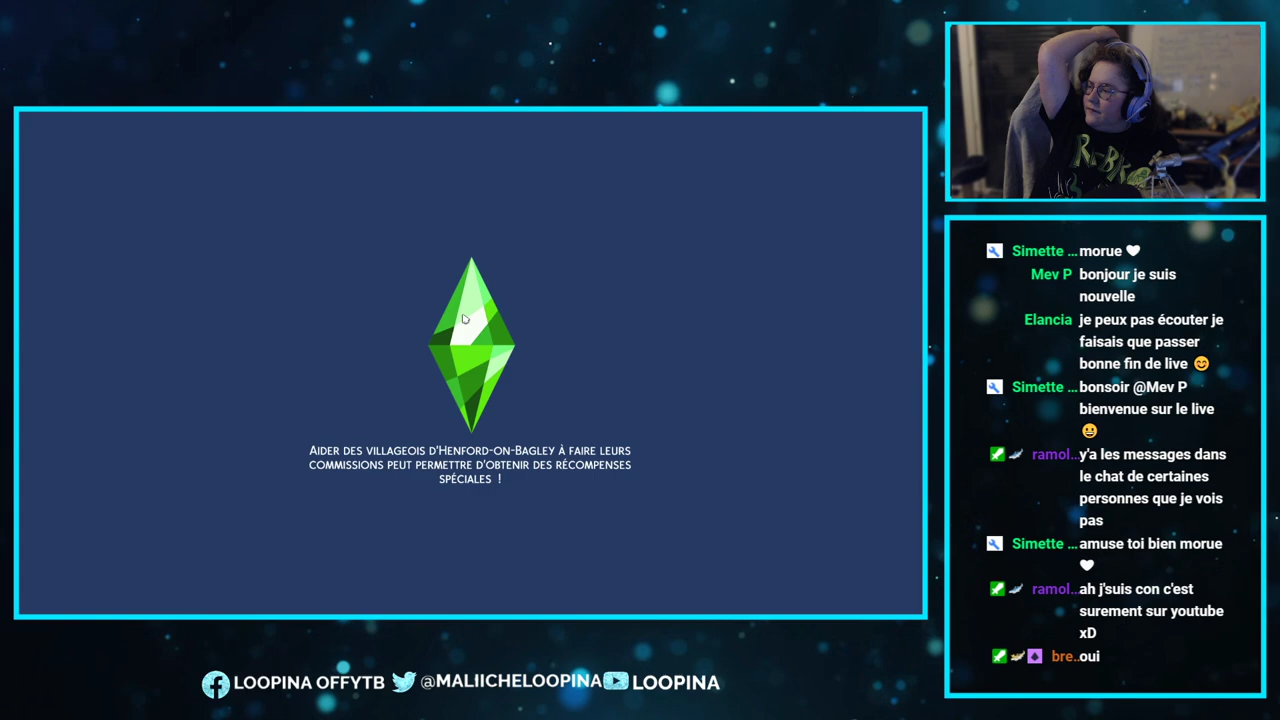 AIDER DES VILLAGEOIS D'HENFORD-ON-BAGLEY À FAIRE LEURS
COMMISSIONS PEUT PERMETTRE D'OBTENIR DES RÉCOMPENSES
SPÉCIALES !
Simette ... morue 🤍
Mev P bonjour je suis
nouvelle
Elancia je peux pas écouter je
faisais que passer
bonne fin de live 😊
Simette ... bonsoir @Mev P
bienvenue sur le live
😀
ramol... y'a les messages dans
le chat de certaines
personnes que je vois
pas
Simette ... amuse toi bien morue
🤍
ramol... ah j'suis con c'est
surement sur youtube
xD
bre.. oui
LOOPINA OFFYTB @MALIICHELOOPINA LOOPINA